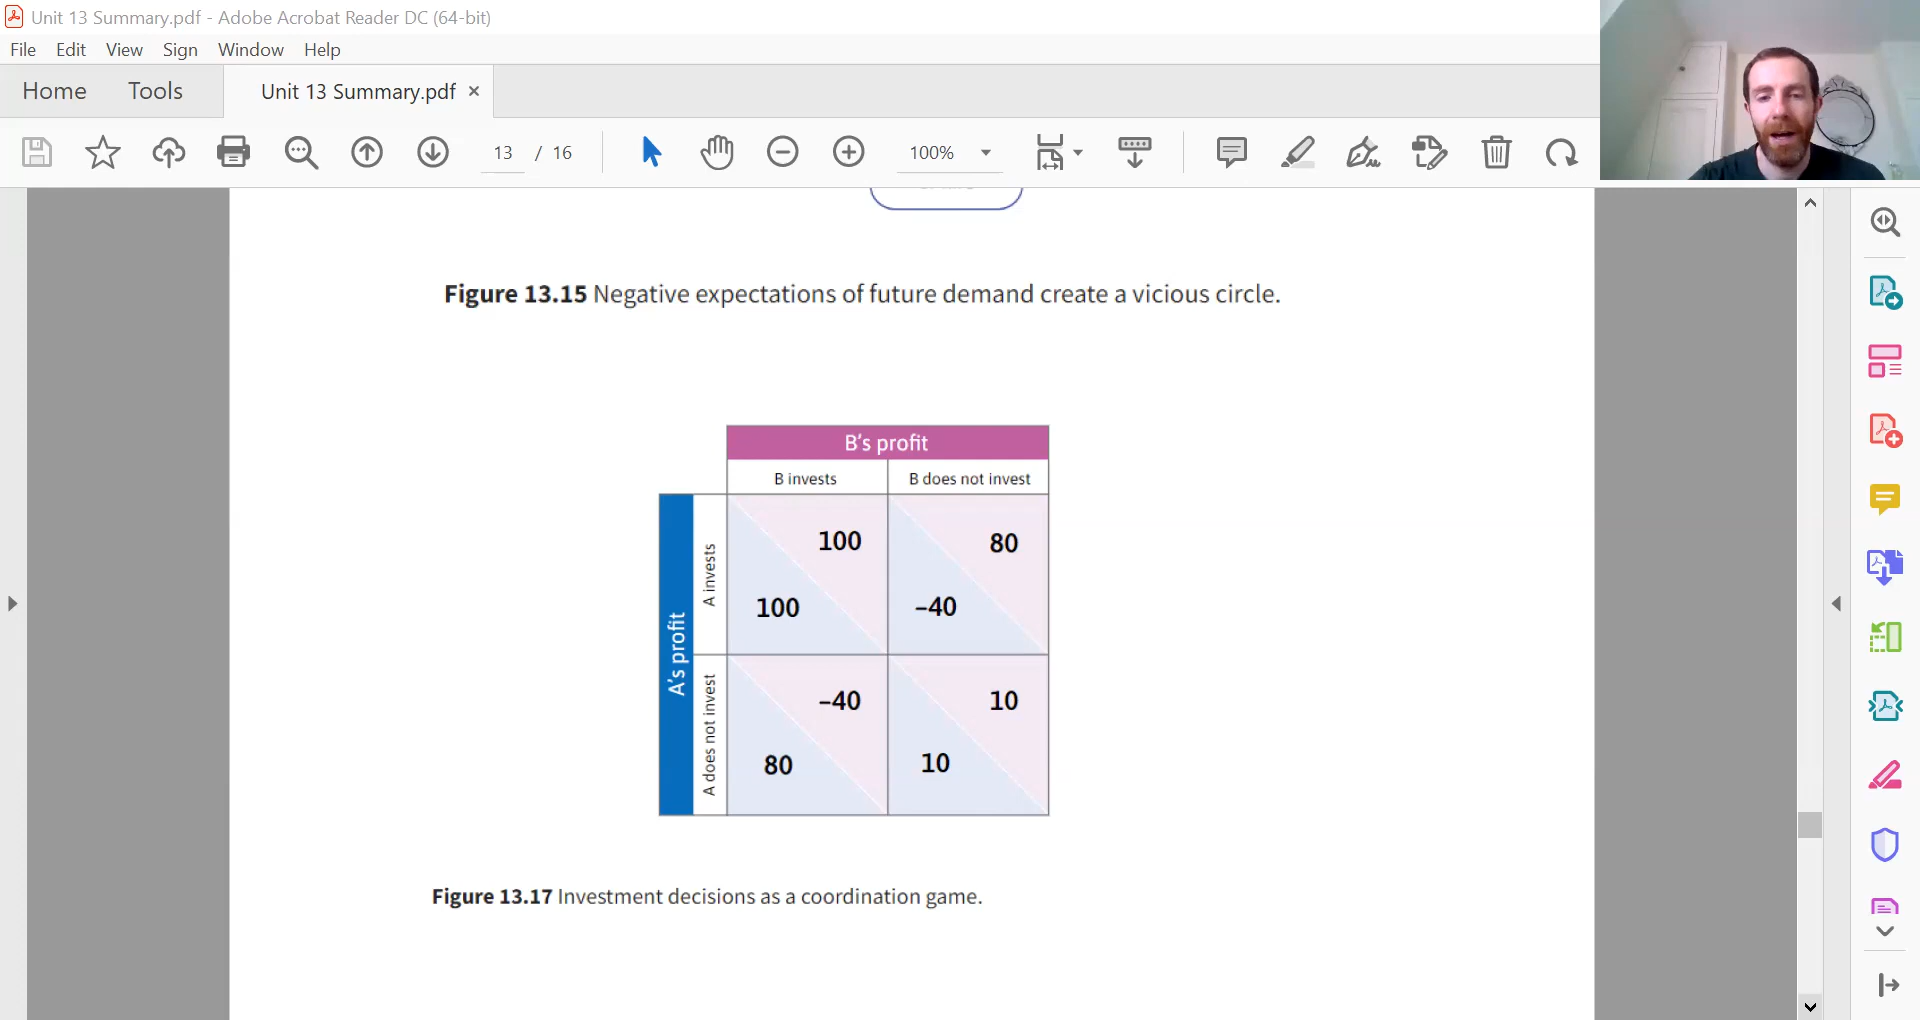 Unit 13 Summary.pdf - Adobe Acrobat Reader DC (64-bit)
File Edit View Sign Window Help
Home Tools Unit 13 Summary.pdf ×
13 / 16 100%
Figure 13.15 Negative expectations of future demand create a vicious circle.
B's profit
B invests B does not invest
A's profit
A invests
100 80
100 –40
A does not invest
–40 10
80 10
Figure 13.17 Investment decisions as a coordination game.